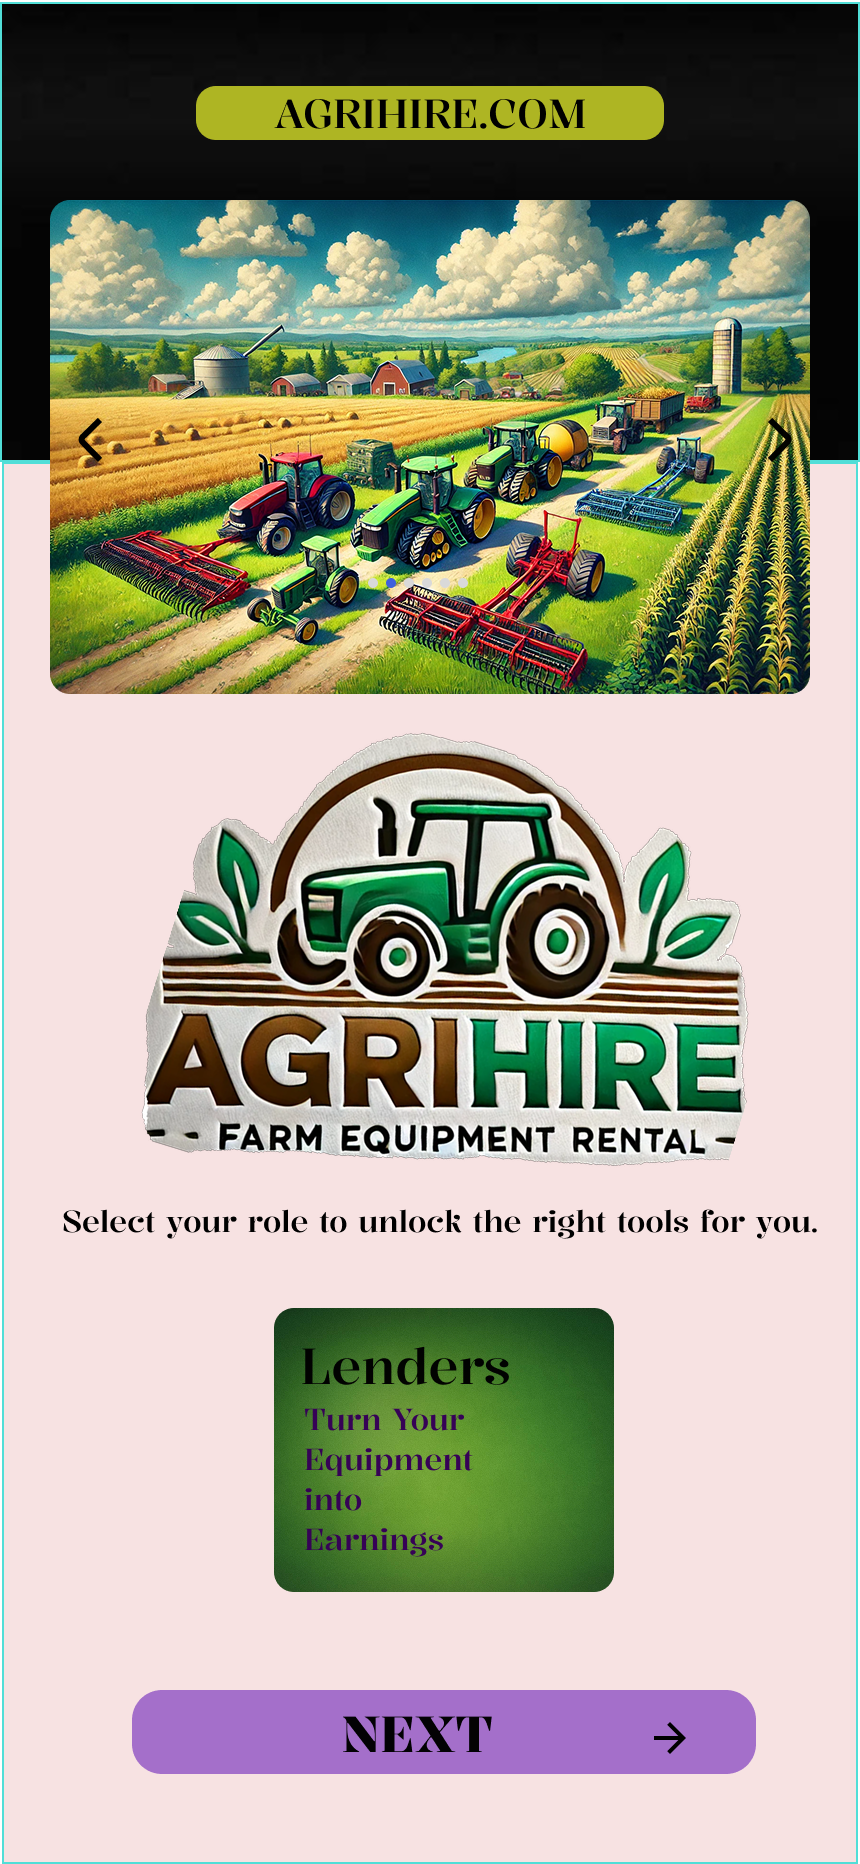 AGRIHIRE.COM
AGRIHIRE
FARM EQUIPMENT RENTAL
Select your role to unlock the right tools for you.
Lenders
Turn Your
Equipment
into
Earnings
NEXT